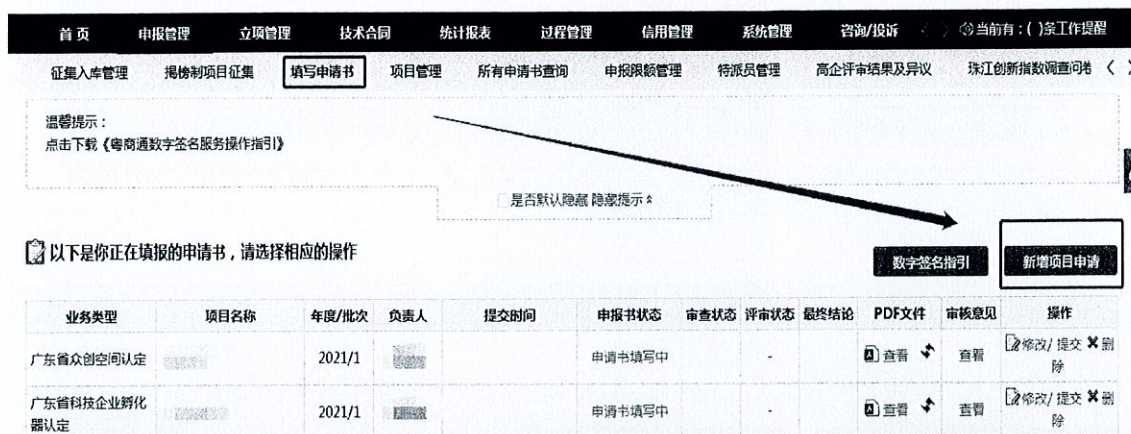 首页 申报管理 立项管理 技术合同 统计报表 过程管理 信用管理 系统管理 咨询/投诉 当前有：( )条工作提醒
征集入库管理 揭榜制项目征集 填写申请书 项目管理 所有申请书查询 申报限额管理 特派员管理 高企评审结果及异议 珠江创新指数调查问卷
温馨提示：
点击下载《粤商通数字签名服务操作指引》
是否默认隐藏 隐藏提示
以下是你正在填报的申请书，请选择相应的操作
数字签名指引 新增项目申请
业务类型 项目名称 年度/批次 负责人 提交时间 申报书状态 审查状态 评审状态 最终结论 PDF文件 审核意见 操作
广东省众创空间认定 2021/1 申请书填写中 - 查看 查看 修改/ 提交 删
除
广东省科技企业孵化
器认定 2021/1 申请书填写中 - 查看 查看 修改/ 提交 删
除